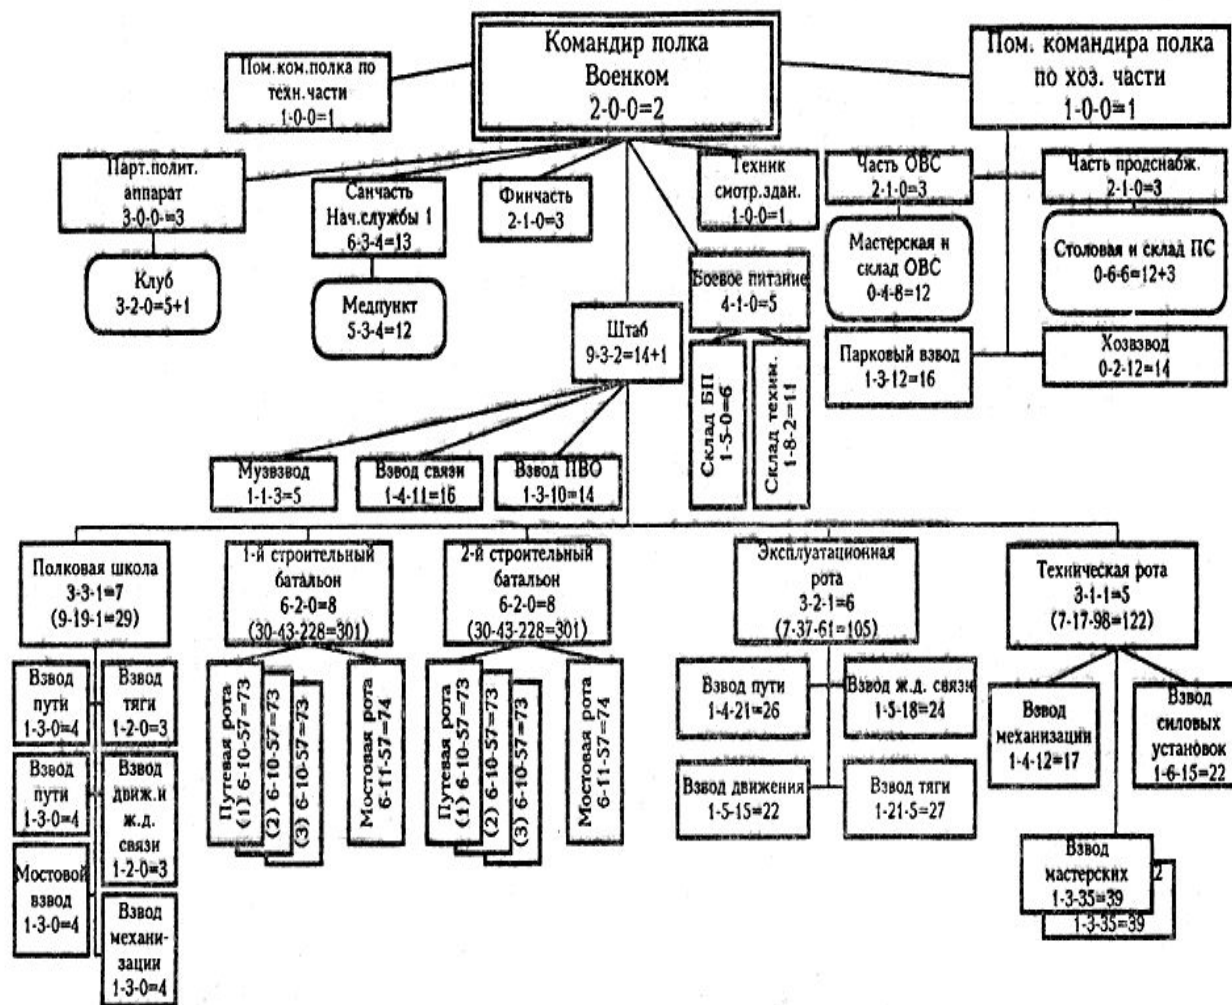 Командир полка
Военком
2-0-0=2
Пом.ком.полка по
техн.части
1-0-0=1
Пом. командира полка
по хоз. части
1-0-0=1
Парт.полит.
аппарат
3-0-0-=3
Санчасть
Нач.службы 1
6-3-4=13
Финчасть
2-1-0=3
Техник
смотр.здан.
1-0-0=1
Часть ОВС
2-1-0=3
Часть продснабж.
2-1-0=3
Клуб
3-2-0=5+1
Медпункт
5-3-4=12
Штаб
9-3-2=14+1
Боевое питание
4-1-0=5
Мастерская и
склад ОВС
0-4-8=12
Столовая и склад ПС
0-6-6=12+3
Склад БП
1-5-0=6
Склад техим.
1-8-2=11
Парковый взвод
1-3-12=16
Хозвзвод
0-2-12=14
Музвзвод
1-1-3=5
Взвод связи
1-4-11=16
Взвод ПВО
1-3-10=14
Полковая школа
3-3-1=7
(9-19-1=29)
1-й строительный
батальон
6-2-0=8
(30-43-228=301)
2-й строительный
батальон
6-2-0=8
(30-43-228=301)
Эксплуатационная
рота
3-2-1=6
(7-37-61=105)
Техническая рота
3-1-1=5
(7-17-98=122)
Взвод
пути
1-3-0=4
Взвод
тяги
1-2-0=3
Взвод
пути
1-3-0=4
Взвод
движ.и
ж.д.
связи
1-2-0=3
Мостовой
взвод
1-3-0=4
Взвод
механи-
зации
1-3-0=4
Путевая рота
(1) 6-10-57=73
(2) 6-10-57=73
(3) 6-10-57=73
Мостовая рота
6-11-57=74
Путевая рота
(1) 6-10-57=73
(2) 6-10-57=73
(3) 6-10-57=73
Мостовая рота
6-11-57=74
Взвод пути
1-4-21=26
Взвод ж.д. связи
1-5-18=24
Взвод движения
1-5-15=22
Взвод тяги
1-21-5=27
Взвод
механизации
1-4-12=17
Взвод
силовых
установок
1-6-15=22
Взвод
мастерских
1-3-35=39
2
1-3-35=39